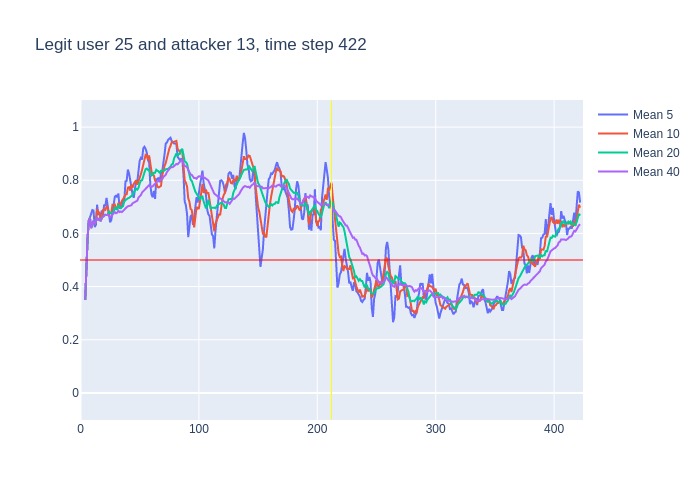 Legit user 25 and attacker 13, time step 422
Mean 5
Mean 10
Mean 20
Mean 40
1
0.8
0.6
0.4
0.2
0
0 100 200 300 400